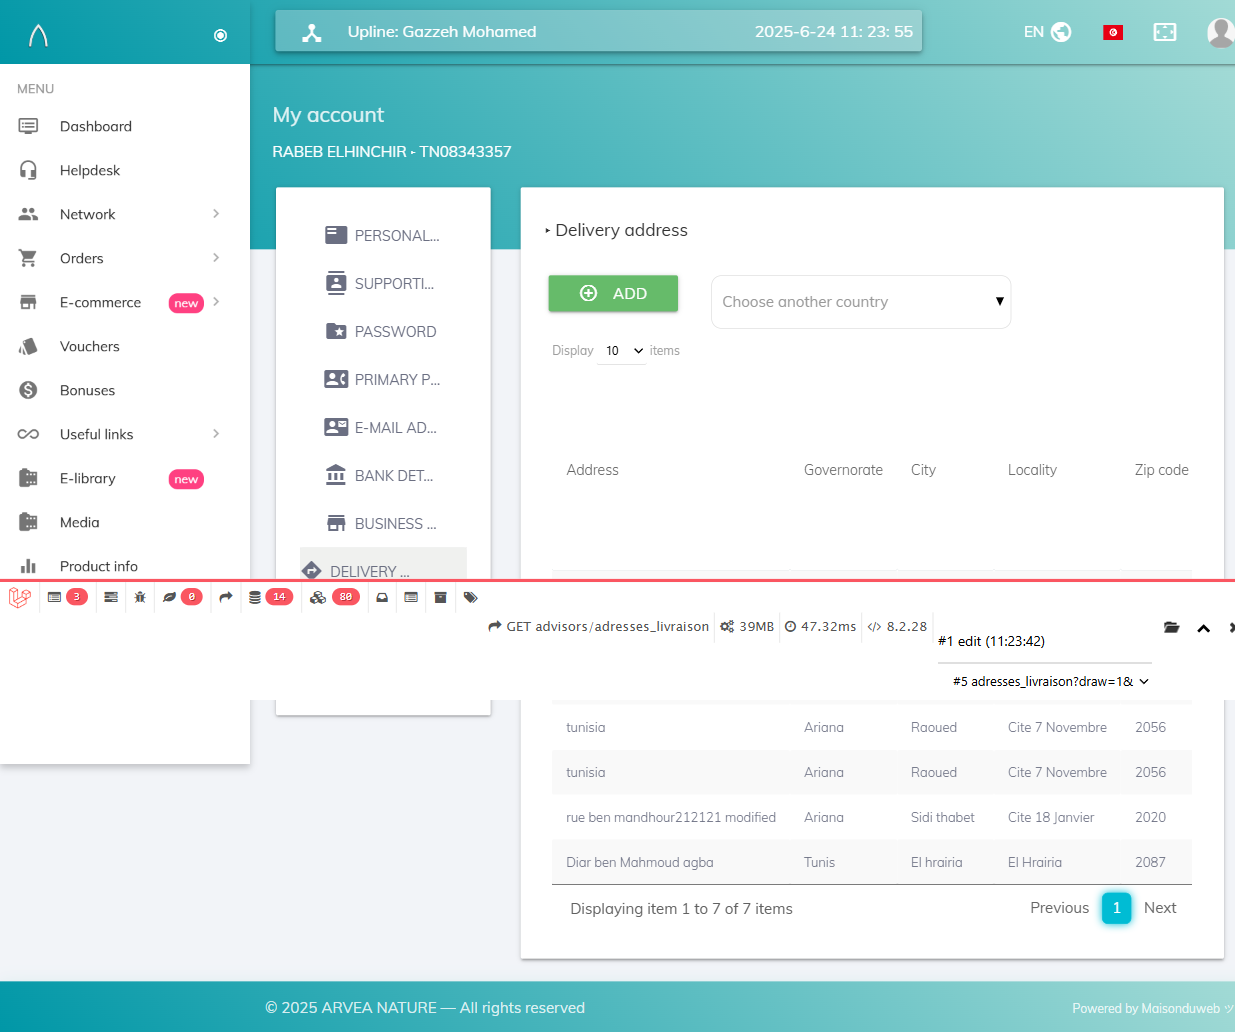 Upline: Gazzeh Mohamed
2025-6-24 11: 23: 55
EN
MENU
Dashboard
Helpdesk
Network
Orders
E-commerce new
Vouchers
Bonuses
Useful links
E-library new
Media
Product info
My account
RABEB ELHINCHIR - TN08343357
PERSONAL...
SUPPORTI...
PASSWORD
PRIMARY P...
E-MAIL AD...
BANK DET...
BUSINESS ...
DELIVERY ...
Delivery address
ADD
Choose another country
Display 10 items
Address Governorate City Locality Zip code
3 0 14 80
GET advisors/adresses_livraison 39MB 47.32ms </> 8.2.28
#1 edit (11:23:42)
#5 adresses_livraison?draw=1&
tunisia Ariana Raoued Cite 7 Novembre 2056
tunisia Ariana Raoued Cite 7 Novembre 2056
rue ben mandhour212121 modified Ariana Sidi thabet Cite 18 Janvier 2020
Diar ben Mahmoud agba Tunis El hrairia El Hrairia 2087
Displaying item 1 to 7 of 7 items
Previous 1 Next
© 2025 ARVEA NATURE — All rights reserved
Powered by Maisonduweb ツ